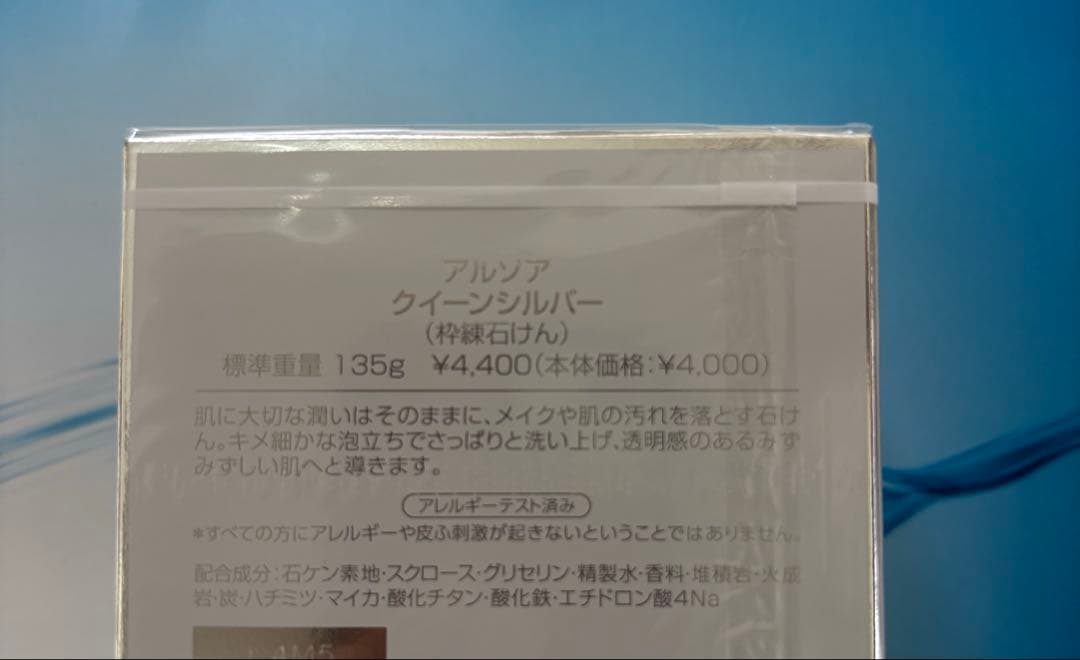 アルソア
クイーンシルバー
（枠練石けん）
標準重量 135g ¥4,400(本体価格:¥4,000)
肌に大切な潤いはそのままに、メイクや肌の汚れを落とす石け
ん。キメ細かな泡立ちでさっぱりと洗い上げ、透明感のあるみず
みずしい肌へと導きます。
アレルギーテスト済み
*すべての方にアレルギーや皮ふ刺激が起きないということではありません。
配合成分:石ケン素地・スクロース・グリセリン・精製水・香料・堆積岩・火成
岩・炭・ハチミツ・マイカ・酸化チタン・酸化鉄・エチドロン酸4Na
4M5